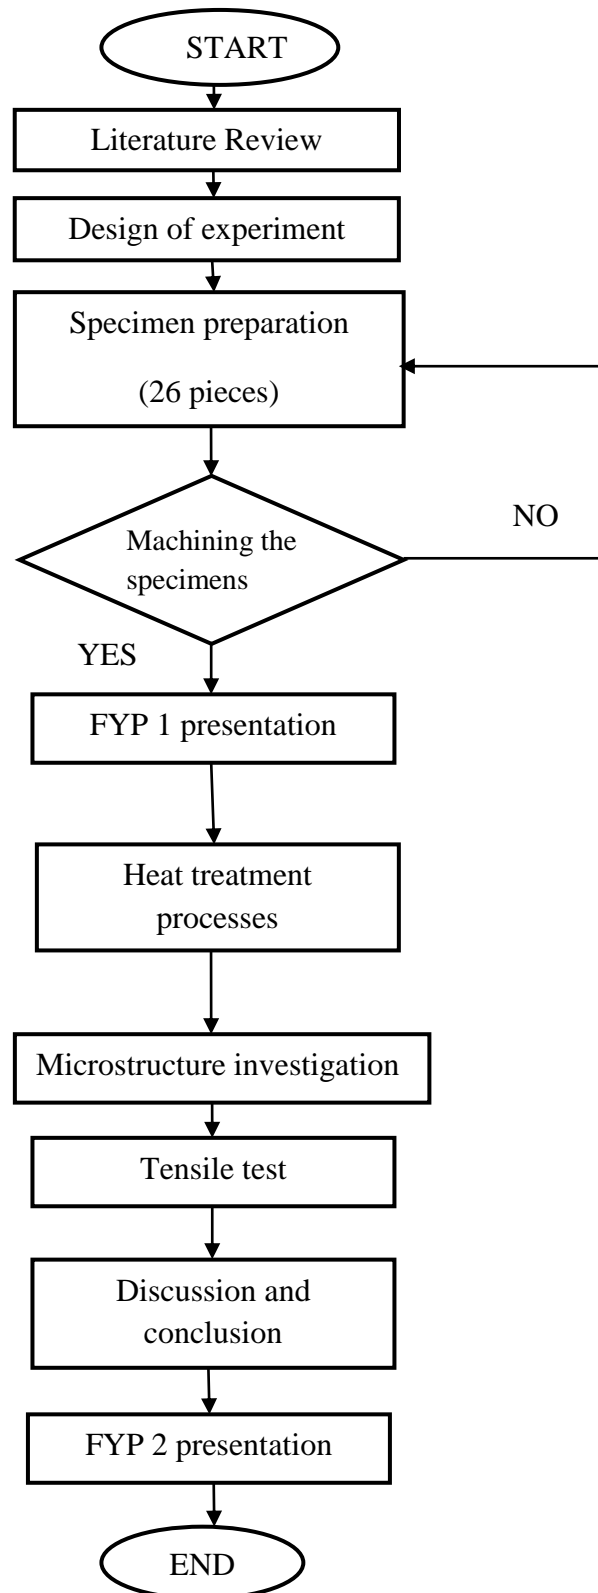 START
Literature Review
Design of experiment
Specimen preparation
(26 pieces)
NO
Machining the
specimens
YES
FYP 1 presentation
Heat treatment
processes
Microstructure investigation
Tensile test
Discussion and
conclusion
FYP 2 presentation
END